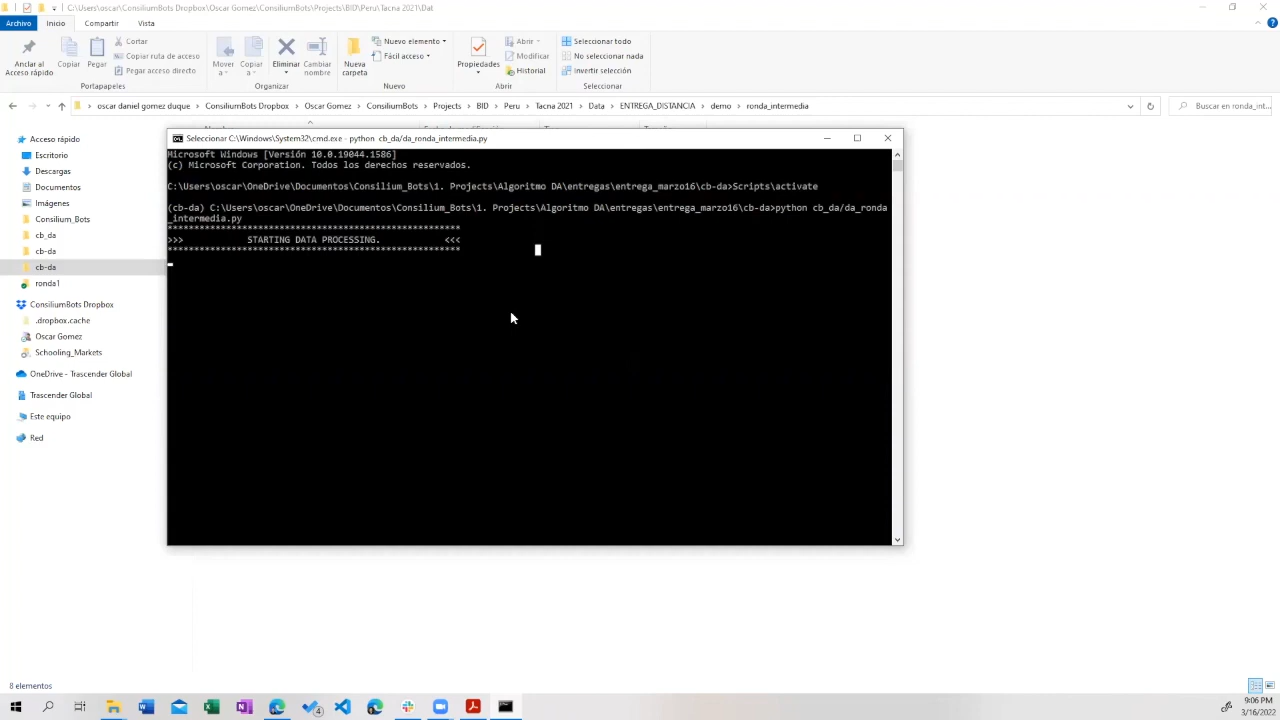 C:\Users\oscar\ConsiliumBots Dropbox\Oscar Gomez\ConsiliumBots\Projects\BID\Peru\Tacna 2021\Dat
Archivo
Inicio
Compartir
Vista
Anclar al
Acceso rápido
Copiar
Pegar
Cortar
Copiar ruta de acceso
Pegar acceso directo
Portapapeles
Mover
a
Copiar
a
Eliminar
Cambiar
nombre
Organizar
Nueva
carpeta
Nuevo elemento
Fácil acceso
Nuevo
Propiedades
Abrir
Modificar
Historial
Abrir
Seleccionar todo
No seleccionar nada
Invertir selección
Seleccionar
oscar daniel gomez duque > ConsiliumBots Dropbox > Oscar Gomez > ConsiliumBots > Projects > BID > Peru > Tacna 2021 > Data > ENTREGA_DISTANCIA > demo > ronda_intermedia
Buscar en ronda_int...
Acceso rápido
Escritorio
Descargas
Documentos
Imágenes
Consilium_Bots
cb_da
cb-da
cb-da
ronda1
ConsiliumBots Dropbox
.dropbox.cache
Oscar Gomez
Schooling_Markets
OneDrive - Trascender Global
Trascender Global
Este equipo
Red
Seleccionar C:\Windows\System32\cmd.exe - python  cb_da/da_ronda_intermedia.py
Microsoft Windows [Versión 10.0.19044.1586]
(c) Microsoft Corporation. Todos los derechos reservados.
C:\Users\oscar\OneDrive\Documentos\Consilium_Bots\1. Projects\Algoritmo DA\entregas\entrega_marzo16\cb-da>Scripts\activate
(cb-da) C:\Users\oscar\OneDrive\Documentos\Consilium_Bots\1. Projects\Algoritmo DA\entregas\entrega_marzo16\cb-da>python cb_da/da_ronda
_intermedia.py
*******************************************************
>>>            STARTING DATA PROCESSING.            <<<
*******************************************************
8 elementos
9:06 PM
3/16/2022